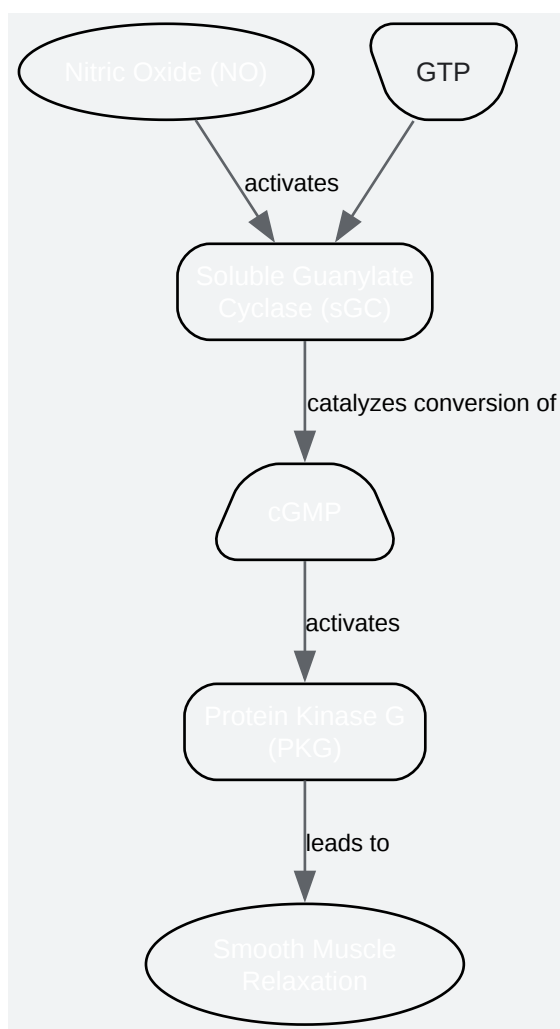 Nitric Oxide (NO)
GTP
activates
Soluble Guanylate
Cyclase (sGC)
catalyzes conversion of
cGMP
activates
Protein Kinase G
(PKG)
leads to
Smooth Muscle
Relaxation